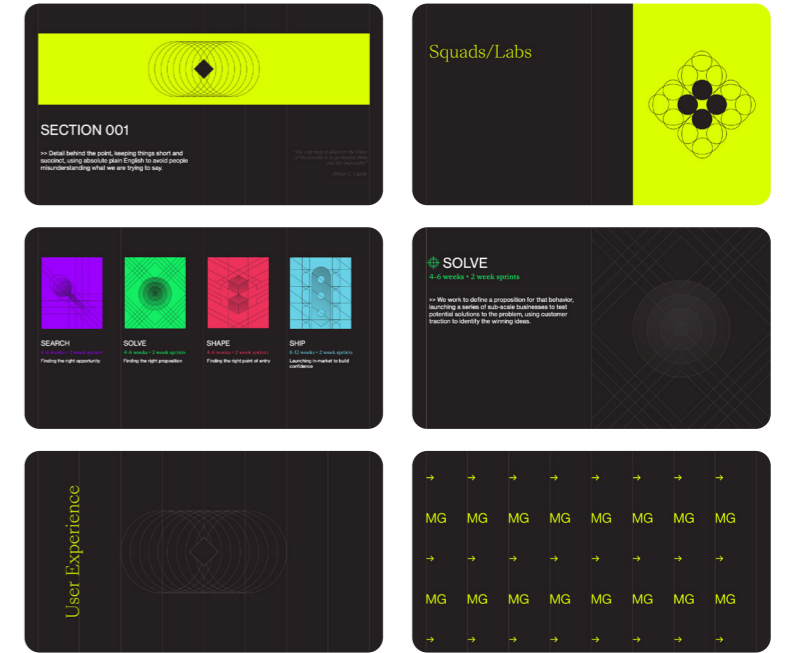 SECTION 001
>> Detail behind the point, keeping things short and
succinct, using absolute plain English to avoid people
misunderstanding what we are trying to say.
Squads/Labs
SEARCH
2 week sprints
Finding the right opportunity
SOLVE
4-6 weeks • 2 week sprints
Finding the right proposition
SHAPE
2 week sprints
Finding the right point of entry
SHIP
8-12 weeks • 2 week sprints
Launching in-market to build
confidence
SOLVE
4-6 weeks • 2 week sprints
>> We work to define a proposition for that behavior,
launching a series of sub-scale businesses to test
potential solutions to the problem, using customer
traction to identify the winning ideas.
User Experience
→ → → → → → → →
MG MG MG MG MG MG MG MG
→ → → → → → → →
MG MG MG MG MG MG MG MG
→ → → → → → → →